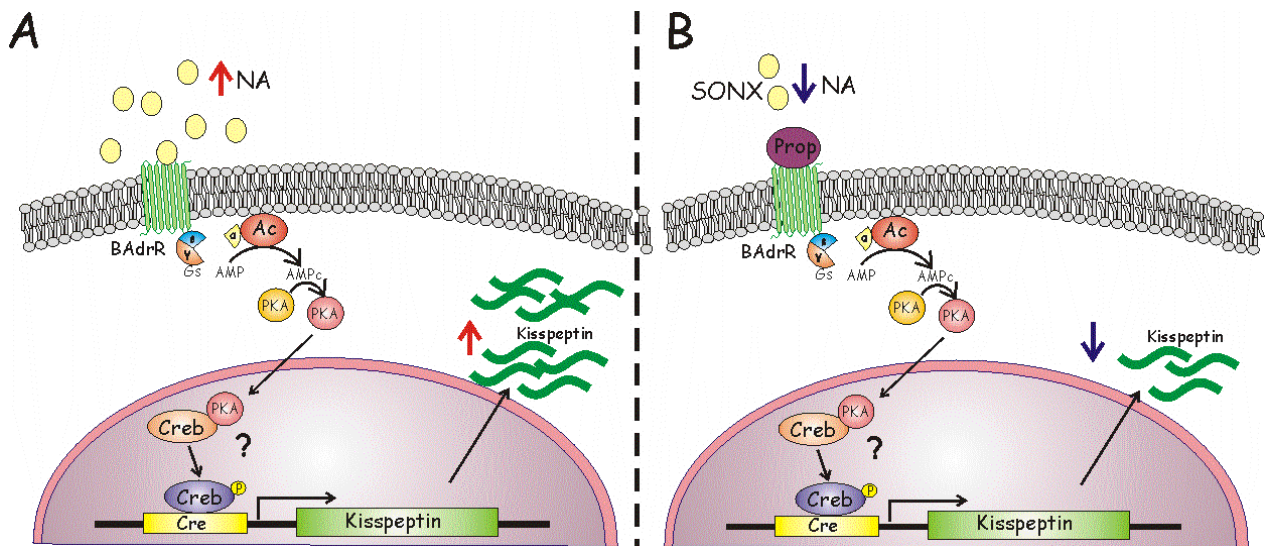 A
NA
BAdrR
α
Ac
β
γ
Gs
AMP
AMPc
PKA
PKA
Kisspeptin
PKA
Creb
?
Creb
P
Cre
Kisspeptin
B
SONX
NA
Prop
BAdrR
α
Ac
β
γ
Gs
AMP
AMPc
PKA
PKA
Kisspeptin
PKA
Creb
?
Creb
P
Cre
Kisspeptin